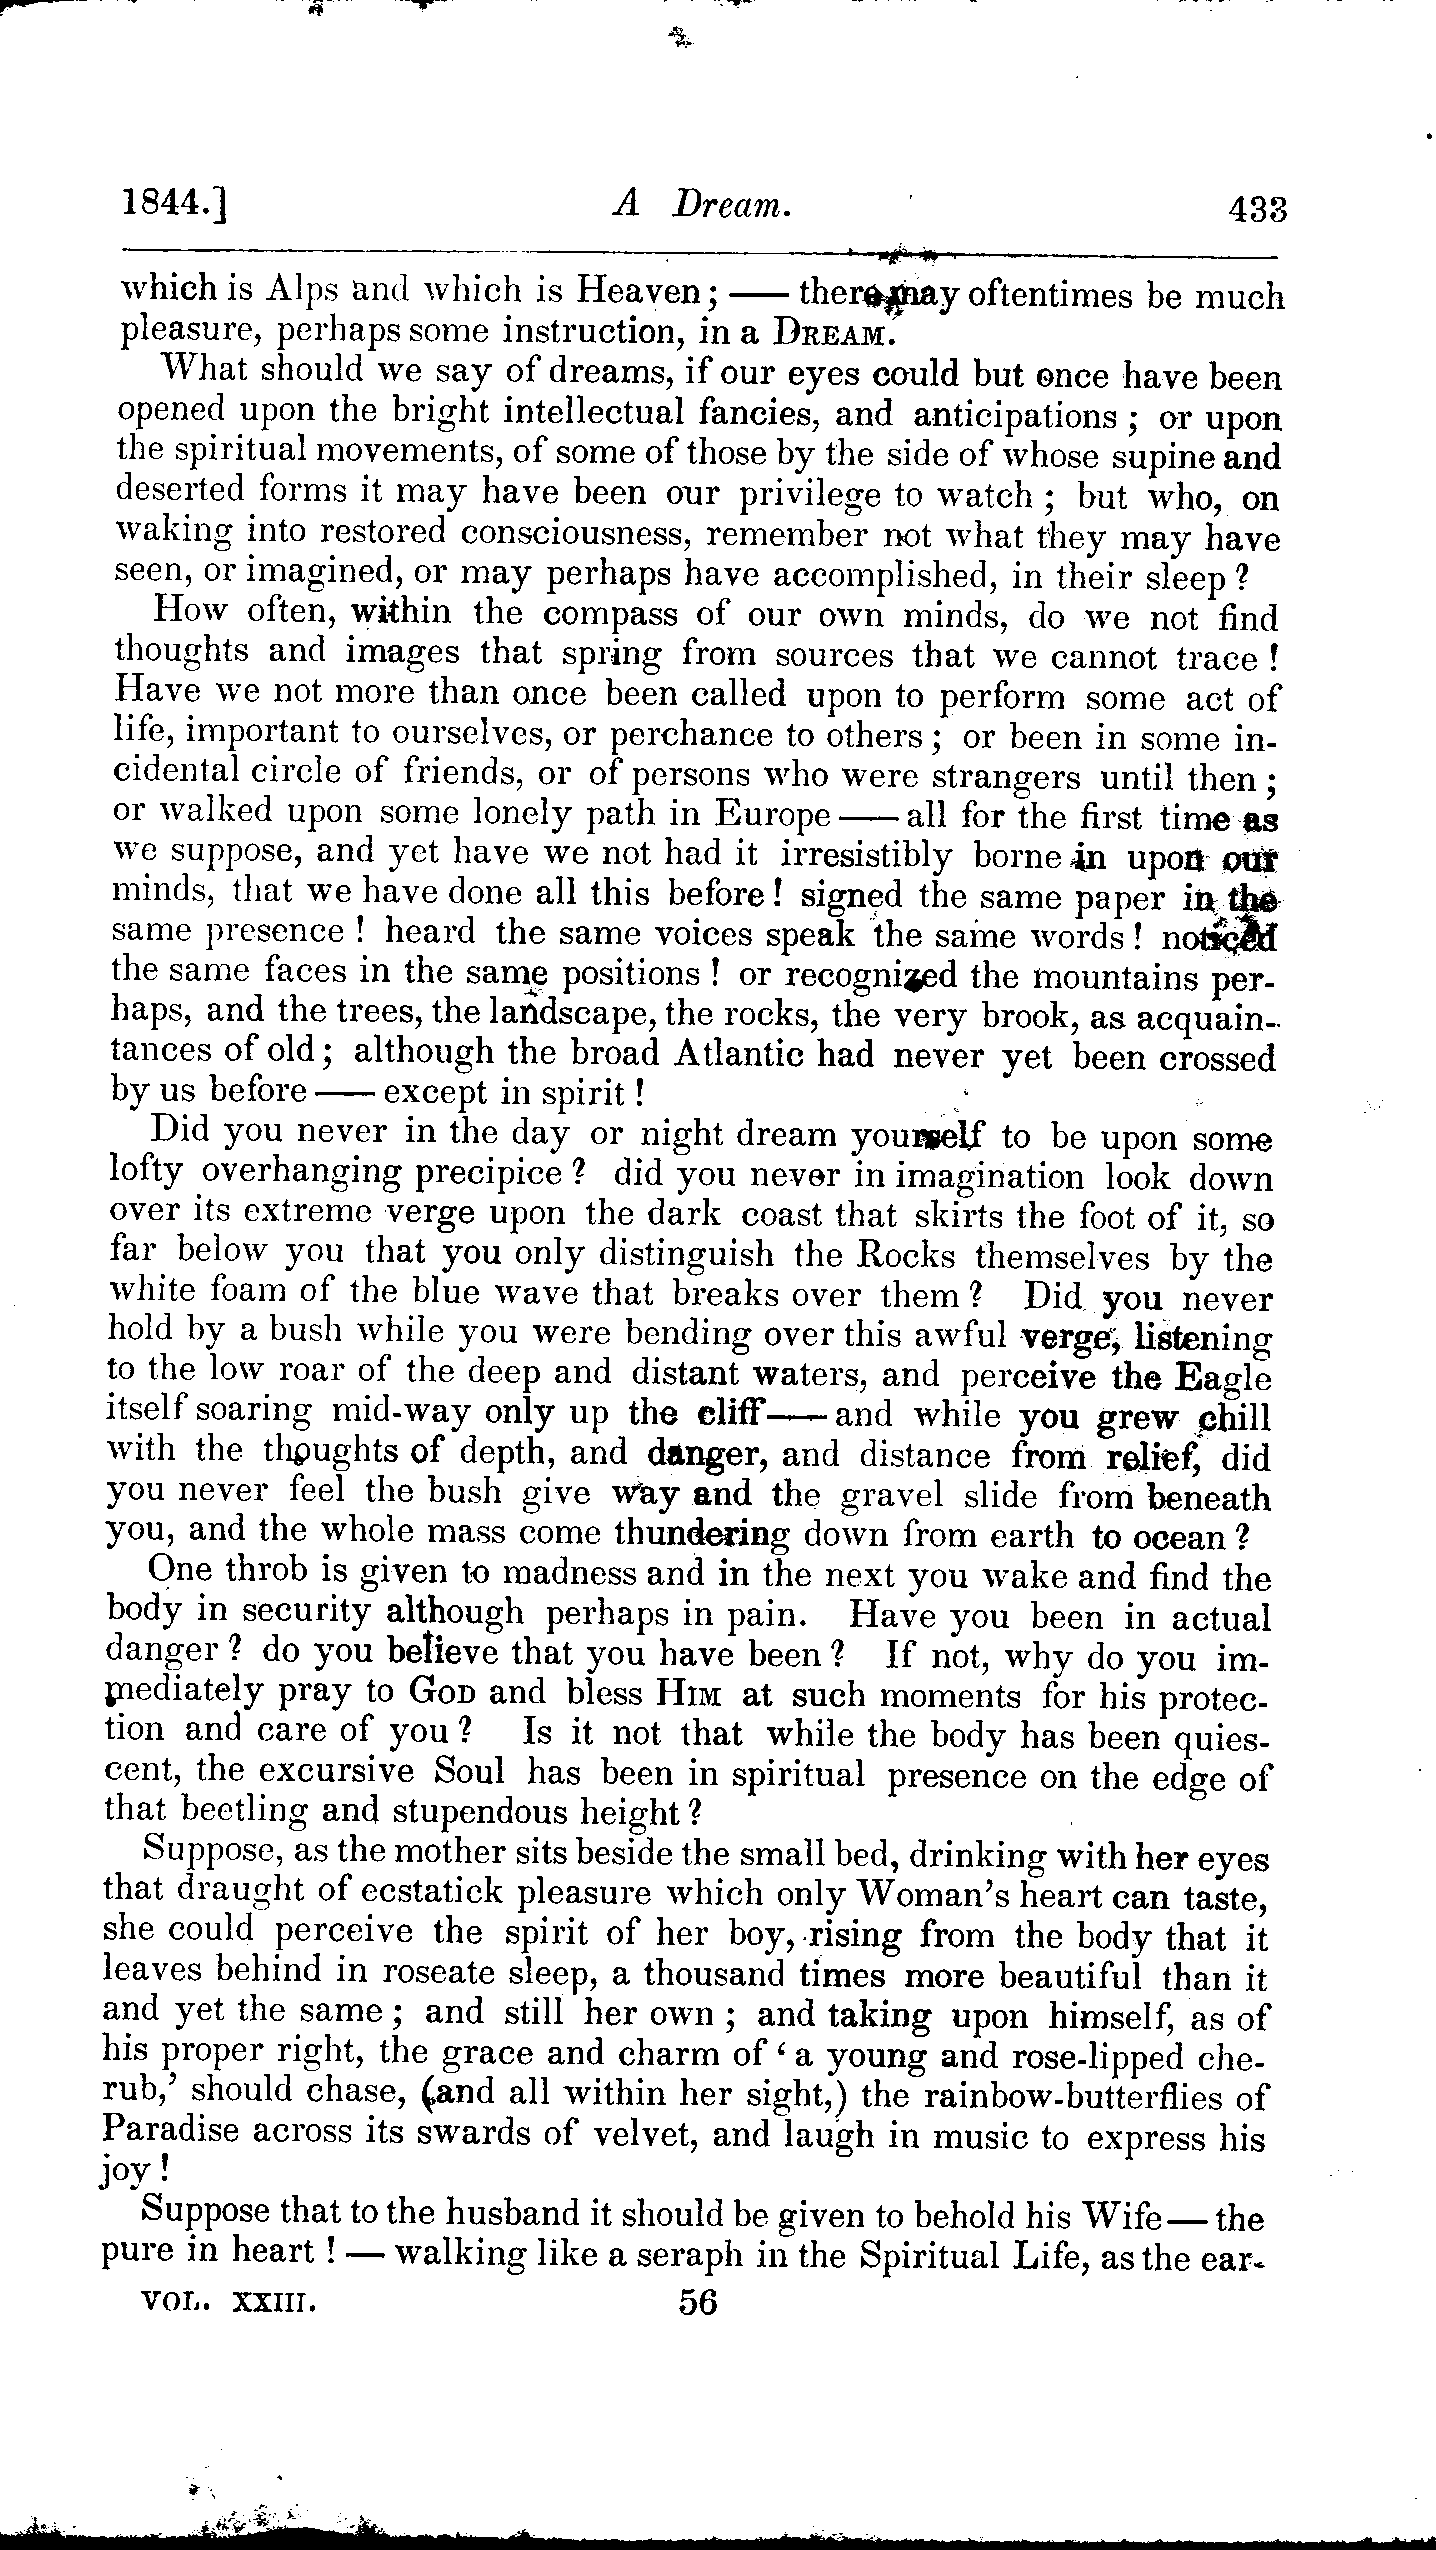 1844.] A Dream. 433
which is Alps and which is Heaven; —— there may oftentimes be much
pleasure, perhaps some instruction, in a DREAM.
What should we say of dreams, if our eyes could but once have been
opened upon the bright intellectual fancies, and anticipations; or upon
the spiritual movements, of some of those by the side of whose supine and
deserted forms it may have been our privilege to watch; but who, on
waking into restored consciousness, remember not what they may have
seen, or imagined, or may perhaps have accomplished, in their sleep?
How often, within the compass of our own minds, do we not find
thoughts and images that spring from sources that we cannot trace!
Have we not more than once been called upon to perform some act of
life, important to ourselves, or perchance to others; or been in some in-
cidental circle of friends, or of persons who were strangers until then;
or walked upon some lonely path in Europe —— all for the first time as
we suppose, and yet have we not had it irresistibly borne in upon our
minds, that we have done all this before! signed the same paper in the
same presence! heard the same voices speak the same words! noticed
the same faces in the same positions! or recognized the mountains per-
haps, and the trees, the landscape, the rocks, the very brook, as acquain-
tances of old; although the broad Atlantic had never yet been crossed
by us before —— except in spirit!
Did you never in the day or night dream yourself to be upon some
lofty overhanging precipice? did you never in imagination look down
over its extreme verge upon the dark coast that skirts the foot of it, so
far below you that you only distinguish the Rocks themselves by the
white foam of the blue wave that breaks over them? Did you never
hold by a bush while you were bending over this awful verge, listening
to the low roar of the deep and distant waters, and perceive the Eagle
itself soaring mid-way only up the cliff —— and while you grew chill
with the thoughts of depth, and danger, and distance from relief, did
you never feel the bush give way and the gravel slide from beneath
you, and the whole mass come thundering down from earth to ocean?
One throb is given to madness and in the next you wake and find the
body in security although perhaps in pain. Have you been in actual
danger? do you believe that you have been? If not, why do you im-
mediately pray to GOD and bless HIM at such moments for his protec-
tion and care of you? Is it not that while the body has been quies-
cent, the excursive Soul has been in spiritual presence on the edge of
that beetling and stupendous height?
Suppose, as the mother sits beside the small bed, drinking with her eyes
that draught of ecstatick pleasure which only Woman's heart can taste,
she could perceive the spirit of her boy, rising from the body that it
leaves behind in roseate sleep, a thousand times more beautiful than it
and yet the same; and still her own; and taking upon himself, as of
his proper right, the grace and charm of 'a young and rose-lipped che-
rub,' should chase, (and all within her sight,) the rainbow-butterflies of
Paradise across its swards of velvet, and laugh in music to express his
joy!
Suppose that to the husband it should be given to behold his Wife — the
pure in heart! — walking like a seraph in the Spiritual Life, as the ear-
VOL. XXIII. 56